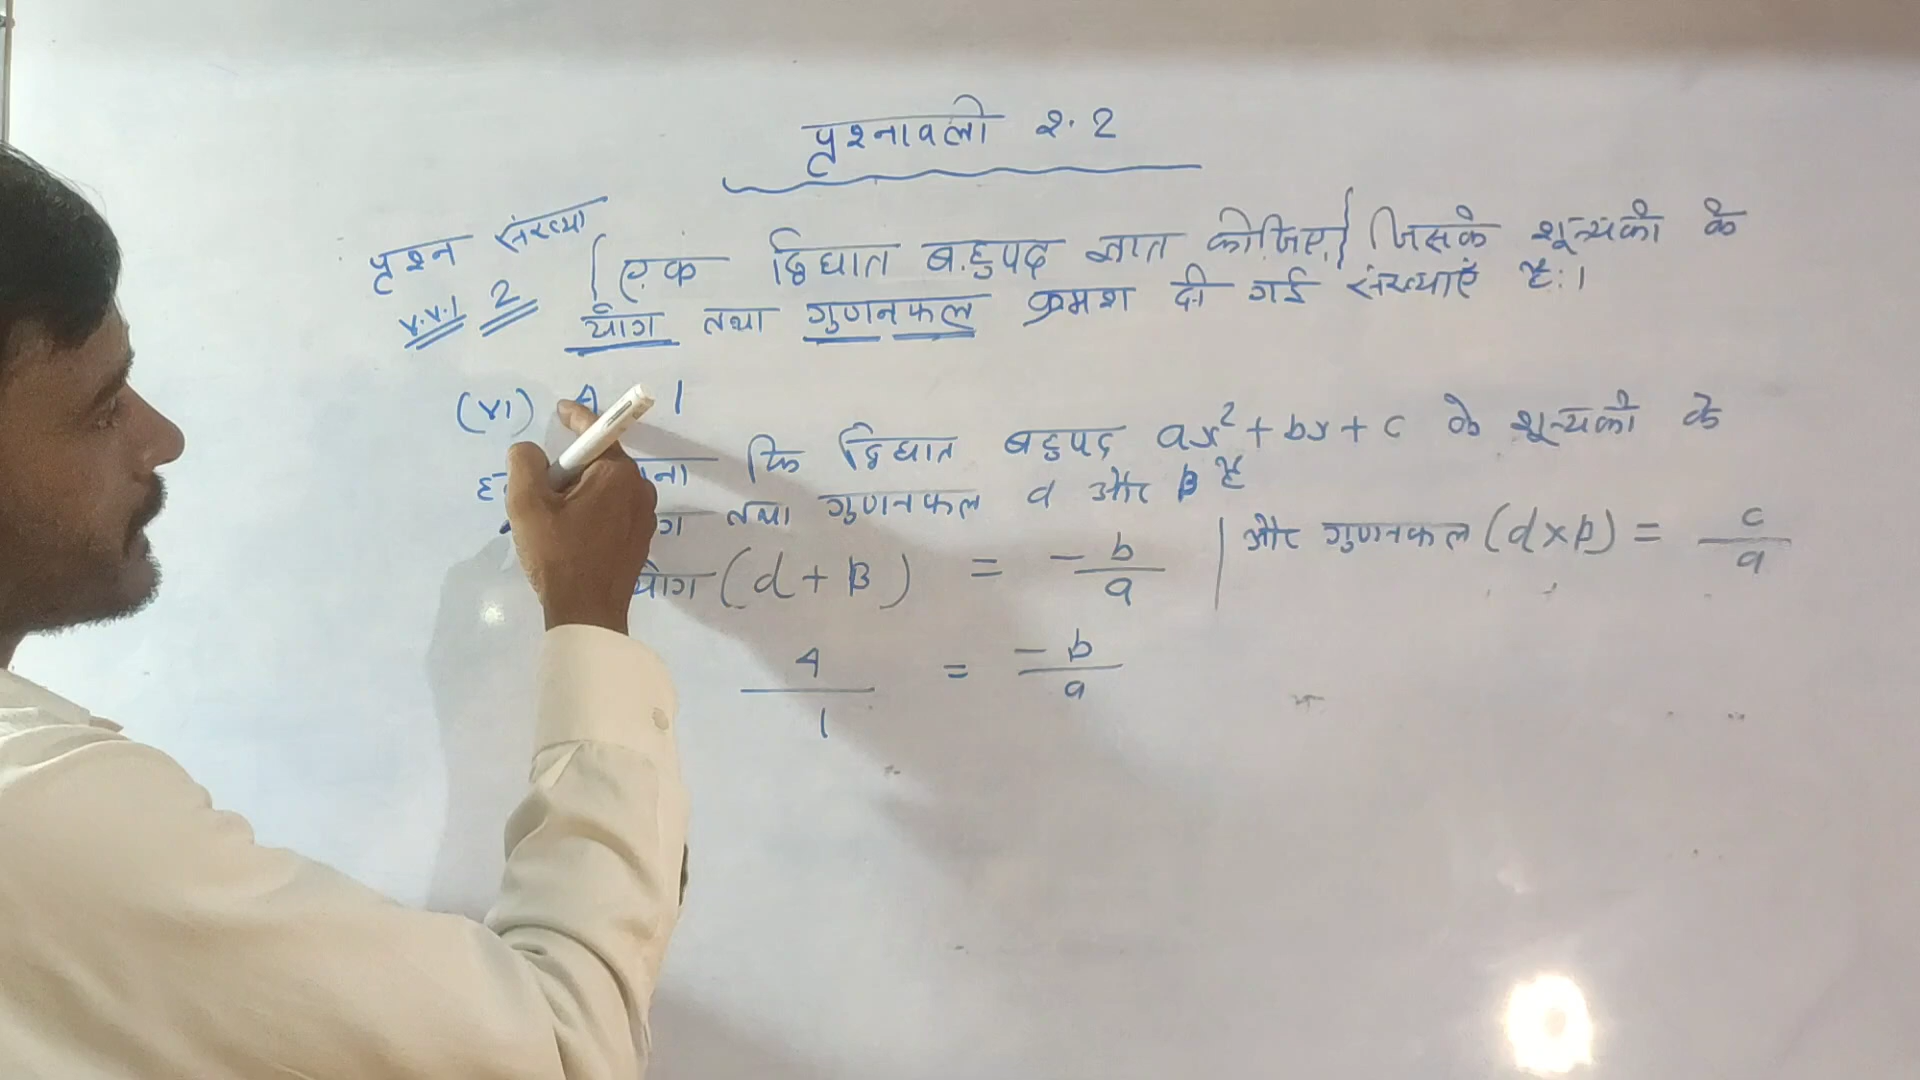 प्रश्नावली 2.2
प्रश्न संख्या { एक द्विघात बहुपद ज्ञात कीजिए } जिसके शून्यकों के
v.v.1 2 योग तथा गुणनफल क्रमश दी गई संख्याएँ हैं।
(VI) 4 1
कि द्विघात बहुपद ax² + bx + c के शून्यकों के
तथा गुणनफल α और β है
योग (α + β) = -b/a | और गुणनफल (α × β) = c/a
4/1 = -b/a